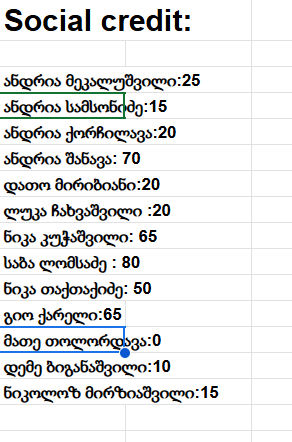 Social credit:
ანდრია მეკალუშვილი:25
ანდრია სამსონიძე:15
ანდრია ქორჩილავა:20
ანდრია შანავა: 70
დათო მირიბიანი:20
ლუკა ჩახვაშვილი :20
ნიკა კუჭაშვილი: 65
საბა ლომსაძე : 80
ნიკა თაქთაქიძე: 50
გიო ქარელი:65
მათე თოლორდავა:0
დემე ბიგანაშვილი:10
ნიკოლოზ მირზიაშვილი:15